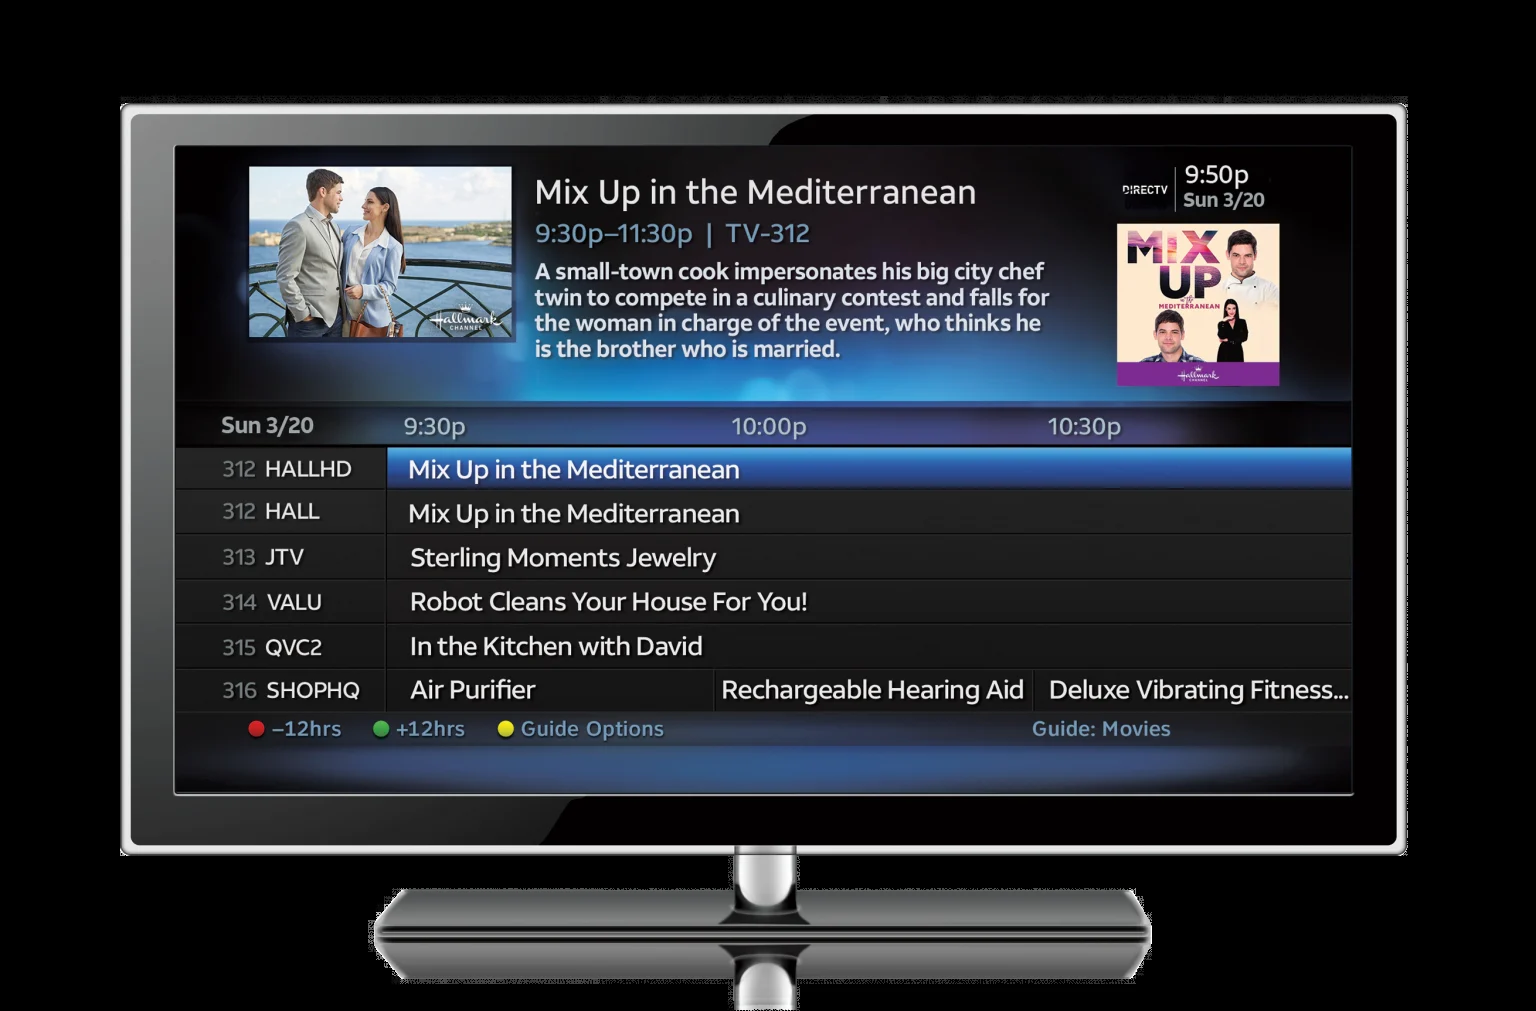 Mix Up in the Mediterranean
9:30p–11:30p | TV-312
A small-town cook impersonates his big city chef
twin to compete in a culinary contest and falls for
the woman in charge of the event, who thinks he
is the brother who is married.
Hallmark
CHANNEL
DIRECTV
9:50p
Sun 3/20
MIX
UP
in the
MEDITERRANEAN
Hallmark
CHANNEL
Sun 3/20 9:30p 10:00p 10:30p
312 HALLHD Mix Up in the Mediterranean
312 HALL Mix Up in the Mediterranean
313 JTV Sterling Moments Jewelry
314 VALU Robot Cleans Your House For You!
315 QVC2 In the Kitchen with David
316 SHOPHQ Air Purifier Rechargeable Hearing Aid Deluxe Vibrating Fitness...
–12hrs +12hrs Guide Options Guide: Movies